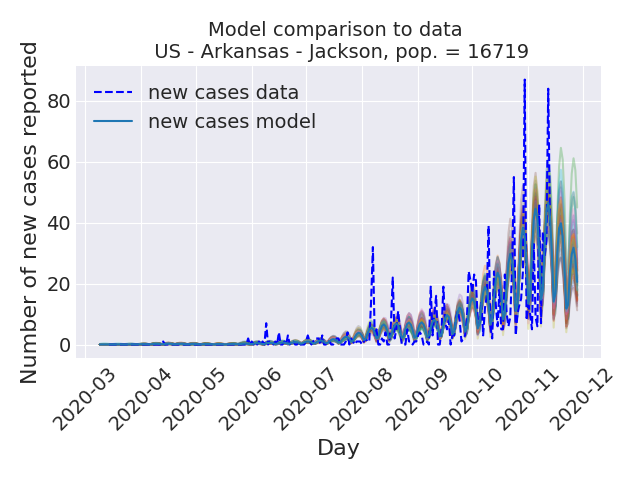 Model comparison to data
US - Arkansas - Jackson, pop. = 16719
Number of new cases reported
80
60
40
20
0
new cases data
new cases model
2020-03
2020-04
2020-05
2020-06
2020-07
2020-08
2020-09
2020-10
2020-11
2020-12
Day